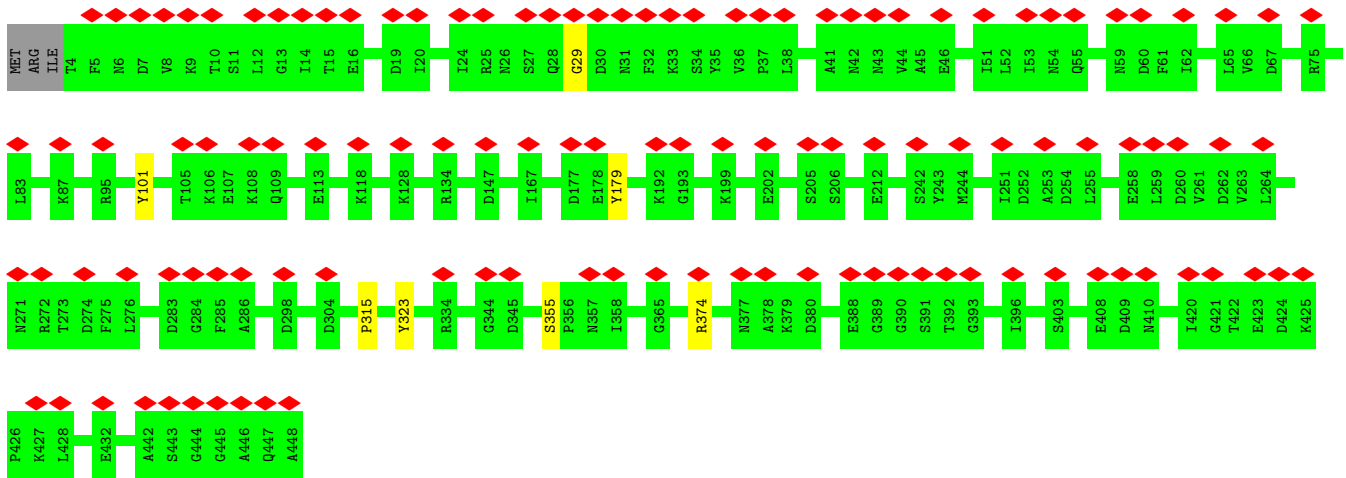 MET ARG ILE T4 F5 N6 D7 V8 K9 T10 S11 L12 G13 I14 T15 E16 D19 I20 I24 R25 N26 S27 Q28 G29 D30 N31 F32 K33 S34 Y35 V36 P37 L38 A41 N42 N43 V44 A45 E46 I51 L52 I53 N54 Q55 N59 D60 F61 I62 L65 V66 D67 R75
L83 K87 R95 Y101 T105 K106 E107 K108 Q109 E113 K118 K128 R134 D147 I167 D177 E178 Y179 K192 G193 K199 E202 S205 S206 E212 S242 Y243 M244 I251 D252 A253 D254 L255 E258 L259 D260 V261 D262 V263 L264
N271 R272 T273 D274 F275 L276 D283 G284 F285 A286 D298 D304 P315 Y323 R334 G344 D345 S355 P356 N357 I358 G365 R374 N377 A378 K379 D380 E388 G389 G390 S391 T392 G393 I396 S403 E408 D409 N410 I420 G421 T422 E423 D424 K425
P426 K427 L428 E432 A442 S443 G444 G445 A446 Q447 A448